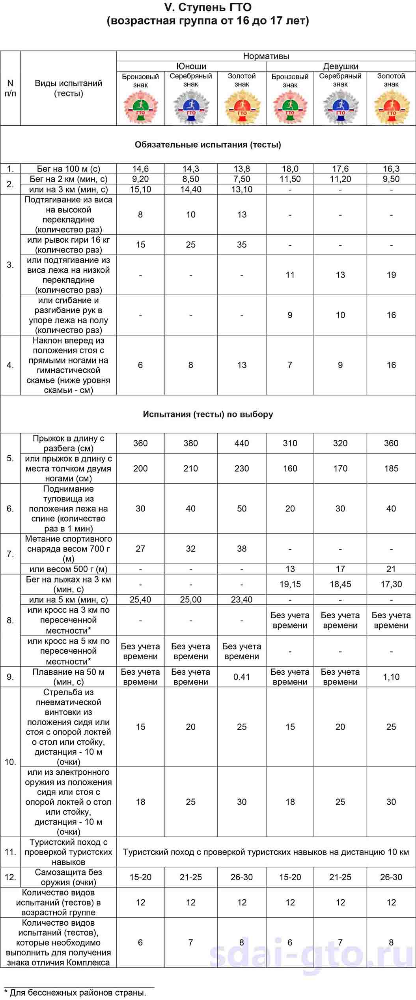 V. Ступень ГТО
(возрастная группа от 16 до 17 лет)
N п/п Виды испытаний (тесты) Нормативы
Юноши Девушки
Бронзовый знак Серебряный знак Золотой знак Бронзовый знак Серебряный знак Золотой знак
ГТО ГТО ГТО ГТО ГТО ГТО
Обязательные испытания (тесты)
1. Бег на 100 м (с) 14,6 14,3 13,8 18,0 17,6 16,3
2. Бег на 2 км (мин, с) 9,20 8,50 7,50 11,50 11,20 9,50
или на 3 км (мин, с) 15,10 14,40 13,10 - - -
3. Подтягивание из виса на высокой перекладине (количество раз) 8 10 13 - - -
или рывок гири 16 кг (количество раз) 15 25 35 - - -
или подтягивание из виса лежа на низкой перекладине (количество раз) - - - 11 13 19
или сгибание и разгибание рук в упоре лежа на полу (количество раз) - - - 9 10 16
4. Наклон вперед из положения стоя с прямыми ногами на гимнастической скамье (ниже уровня скамьи - см) 6 8 13 7 9 16
Испытания (тесты) по выбору
5. Прыжок в длину с разбега (см) 360 380 440 310 320 360
или прыжок в длину с места толчком двумя ногами (см) 200 210 230 160 170 185
6. Поднимание туловища из положения лежа на спине (количество раз в 1 мин) 30 40 50 20 30 40
7. Метание спортивного снаряда весом 700 г (м) 27 32 38 - - -
или весом 500 г (м) - - - 13 17 21
8. Бег на лыжах на 3 км (мин, с) - - - 19,15 18,45 17,30
или на 5 км (мин, с) 25,40 25,00 23,40 - - -
или кросс на 3 км по пересеченной местности* - - - Без учета времени Без учета времени Без учета времени
или кросс на 5 км по пересеченной местности* Без учета времени Без учета времени Без учета времени - - -
9. Плавание на 50 м (мин, с) Без учета времени Без учета времени 0.41 Без учета времени Без учета времени 1,10
10. Стрельба из пневматической винтовки из положения сидя или стоя с опорой локтей о стол или стойку, дистанция - 10 м (очки) 15 20 25 15 20 25
или из электронного оружия из положения сидя или стоя с опорой локтей о стол или стойку, дистанция - 10 м (очки) 18 25 30 18 25 30
11. Туристский поход с проверкой туристских навыков Туристский поход с проверкой туристских навыков на дистанцию 10 км
12. Самозащита без оружия (очки) 15-20 21-25 26-30 15-20 21-25 26-30
Количество видов испытаний (тестов) в возрастной группе 12 12 12 12 12 12
Количество видов испытаний (тестов), которые необходимо выполнить для получения знака отличия Комплекса 6 7 8 6 7 8
sdai-gto.ru
* Для бесснежных районов страны.